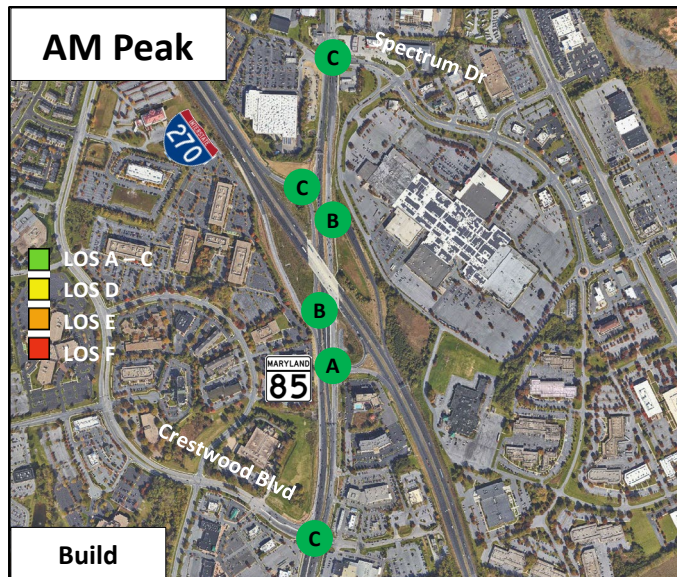 AM Peak
C
Spectrum Dr
INTERSTATE
270
C
B
LOS A – C
LOS D
LOS E
LOS F
B
MARYLAND
85
A
Crestwood Blvd
C
Build